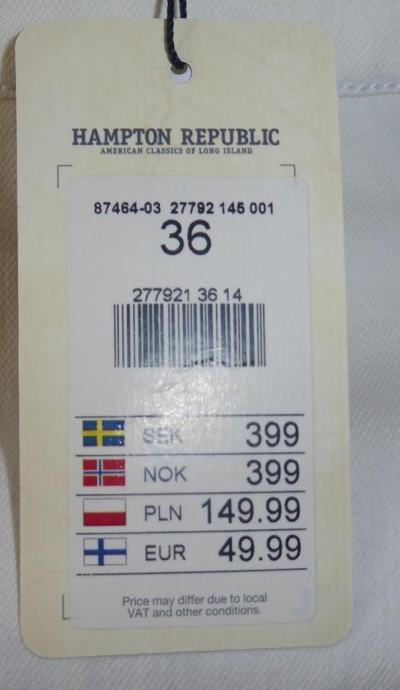 HAMPTON REPUBLIC
AMERICAN CLASSICS OF LONG ISLAND
87464-03 27792 145 001
36
277921 36 14
SEK 399
NOK 399
PLN 149.99
EUR 49.99
Price may differ due to local
VAT and other conditions.